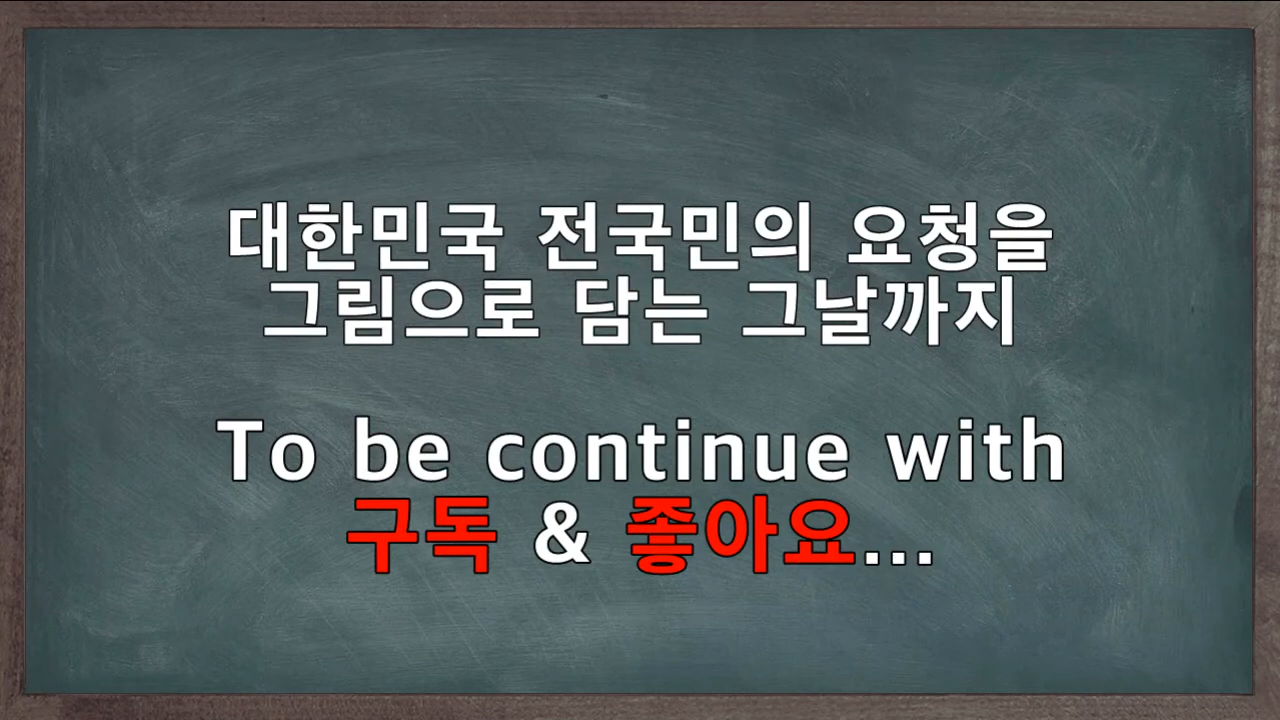 대한민국 전국민의 요청을
그림으로 담는 그날까지
To be continue with
구독 & 좋아요...